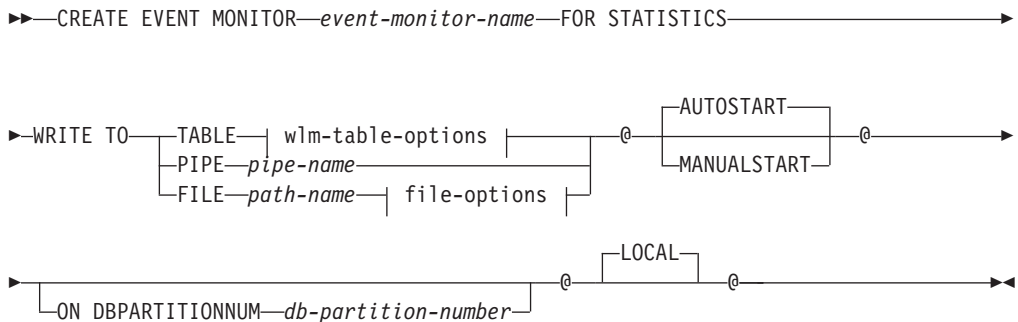 CREATE EVENT MONITOR event-monitor-name FOR STATISTICS
WRITE TO TABLE wlm-table-options @ AUTOSTART @
PIPE pipe-name MANUALSTART
FILE path-name file-options
ON DBPARTITIONNUM db-partition-number @ LOCAL @